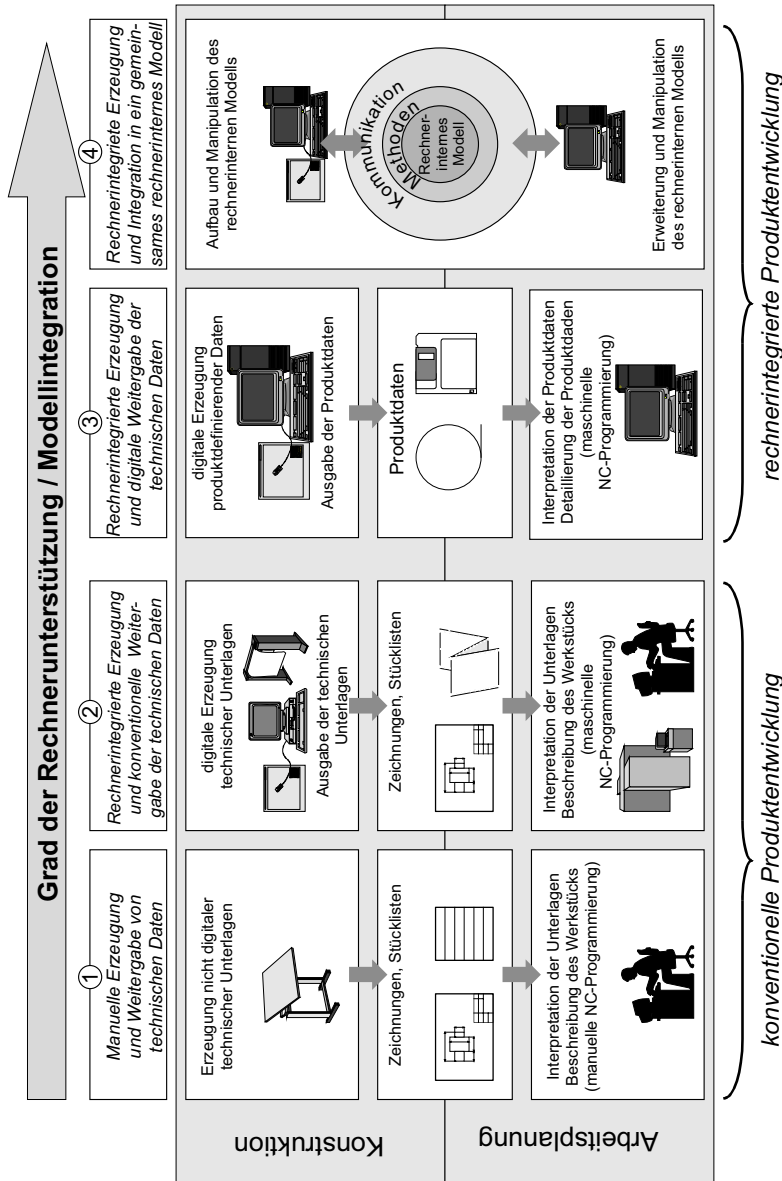 Grad der Rechnerunterstützung / Modellintegration
1
Manuelle Erzeugung
und Weitergabe von
technischen Daten
2
Rechnerintegrierte Erzeugung
und konventionelle Weiter-
gabe der technischen Daten
3
Rechnerintegrierte Erzeugung
und digitale Weitergabe der
technischen Daten
4
Rechnerintegriete Erzeugung
und Integration in ein gemein-
sames rechnerinternes Modell
Konstruktion
Erzeugung nicht digitaler
technischer Unterlagen
digitale Erzeugung
technischer Unterlagen
Ausgabe der technischen
Unterlagen
digitale Erzeugung
produktdefinierender Daten
Ausgabe der Produktdaten
Aufbau und Manipulation des
rechnerinternen Modells
Zeichnungen, Stücklisten
Zeichnungen, Stücklisten
Produktdaten
Kommunikation
Methoden
Rechner-
internes
Modell
Arbeitsplanung
Interpretation der Unterlagen
Beschreibung des Werkstücks
(manuelle NC-Programmierung)
Interpretation der Unterlagen
Beschreibung des Werkstücks
(maschinelle
NC-Programmierung)
Interpretation der Produktdaten
Detaillierung der Produktdaden
(maschinelle
NC-Programmierung)
Erweiterung und Manipulation
des rechnerinternen Modells
konventionelle Produktentwicklung
rechnerintegrierte Produktentwicklung